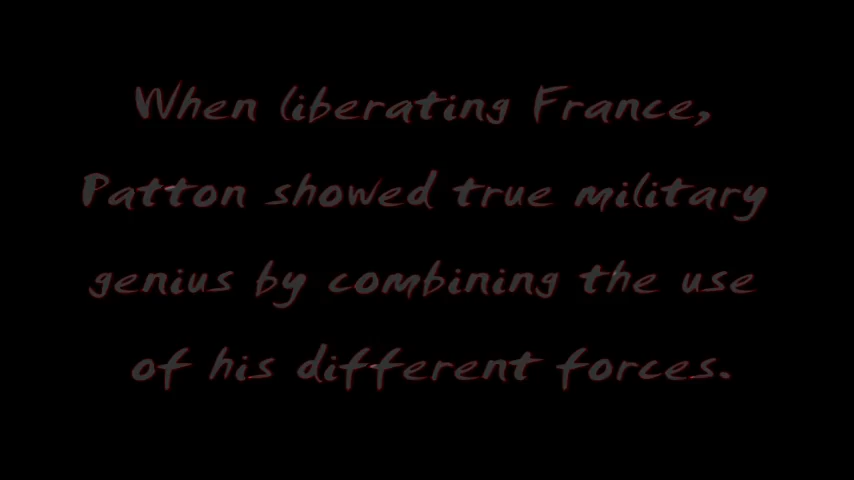 When liberating France,
Patton showed true military
genius by combining the use
of his different forces.